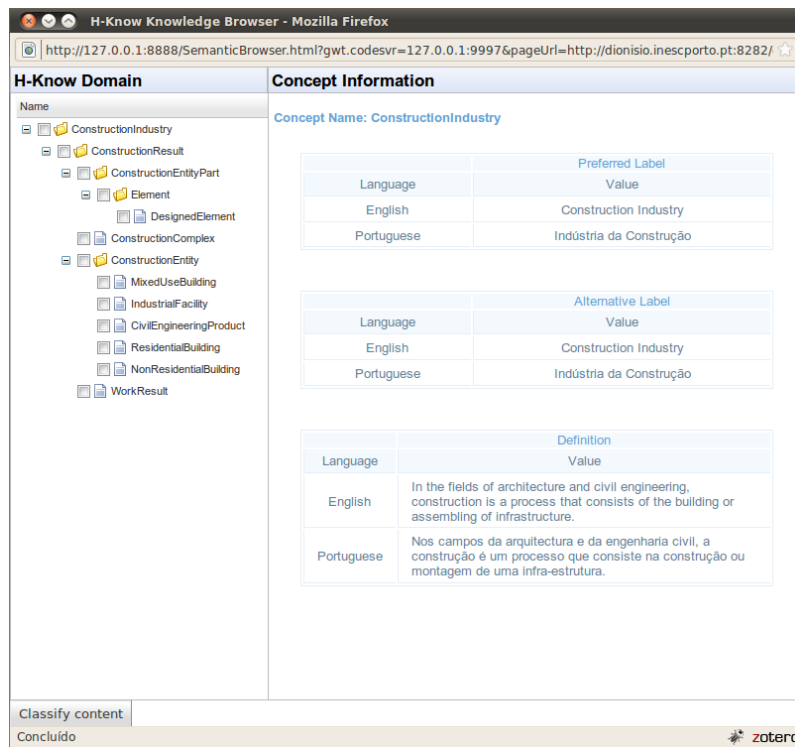 H-Know Knowledge Browser - Mozilla Firefox
http://127.0.0.1:8888/SemanticBrowser.html?gwt.codesvr=127.0.0.1:9997&pageUrl=http://dionisio.inescporto.pt:8282/
H-Know Domain
Name
ConstructionIndustry
ConstructionResult
ConstructionEntityPart
Element
DesignedElement
ConstructionComplex
ConstructionEntity
MixedUseBuilding
IndustrialFacility
CivilEngineeringProduct
ResidentialBuilding
NonResidentialBuilding
WorkResult
Concept Information
Concept Name: ConstructionIndustry
Preferred Label
Language Value
English Construction Industry
Portuguese Indústria da Construção
Alternative Label
Language Value
English Construction Industry
Portuguese Indústria da Construção
Definition
Language Value
English In the fields of architecture and civil engineering,
construction is a process that consists of the building or
assembling of infrastructure.
Portuguese Nos campos da arquitectura e da engenharia civil, a
construção é um processo que consiste na construção ou
montagem de uma infra-estrutura.
Classify content
Concluído
zotero